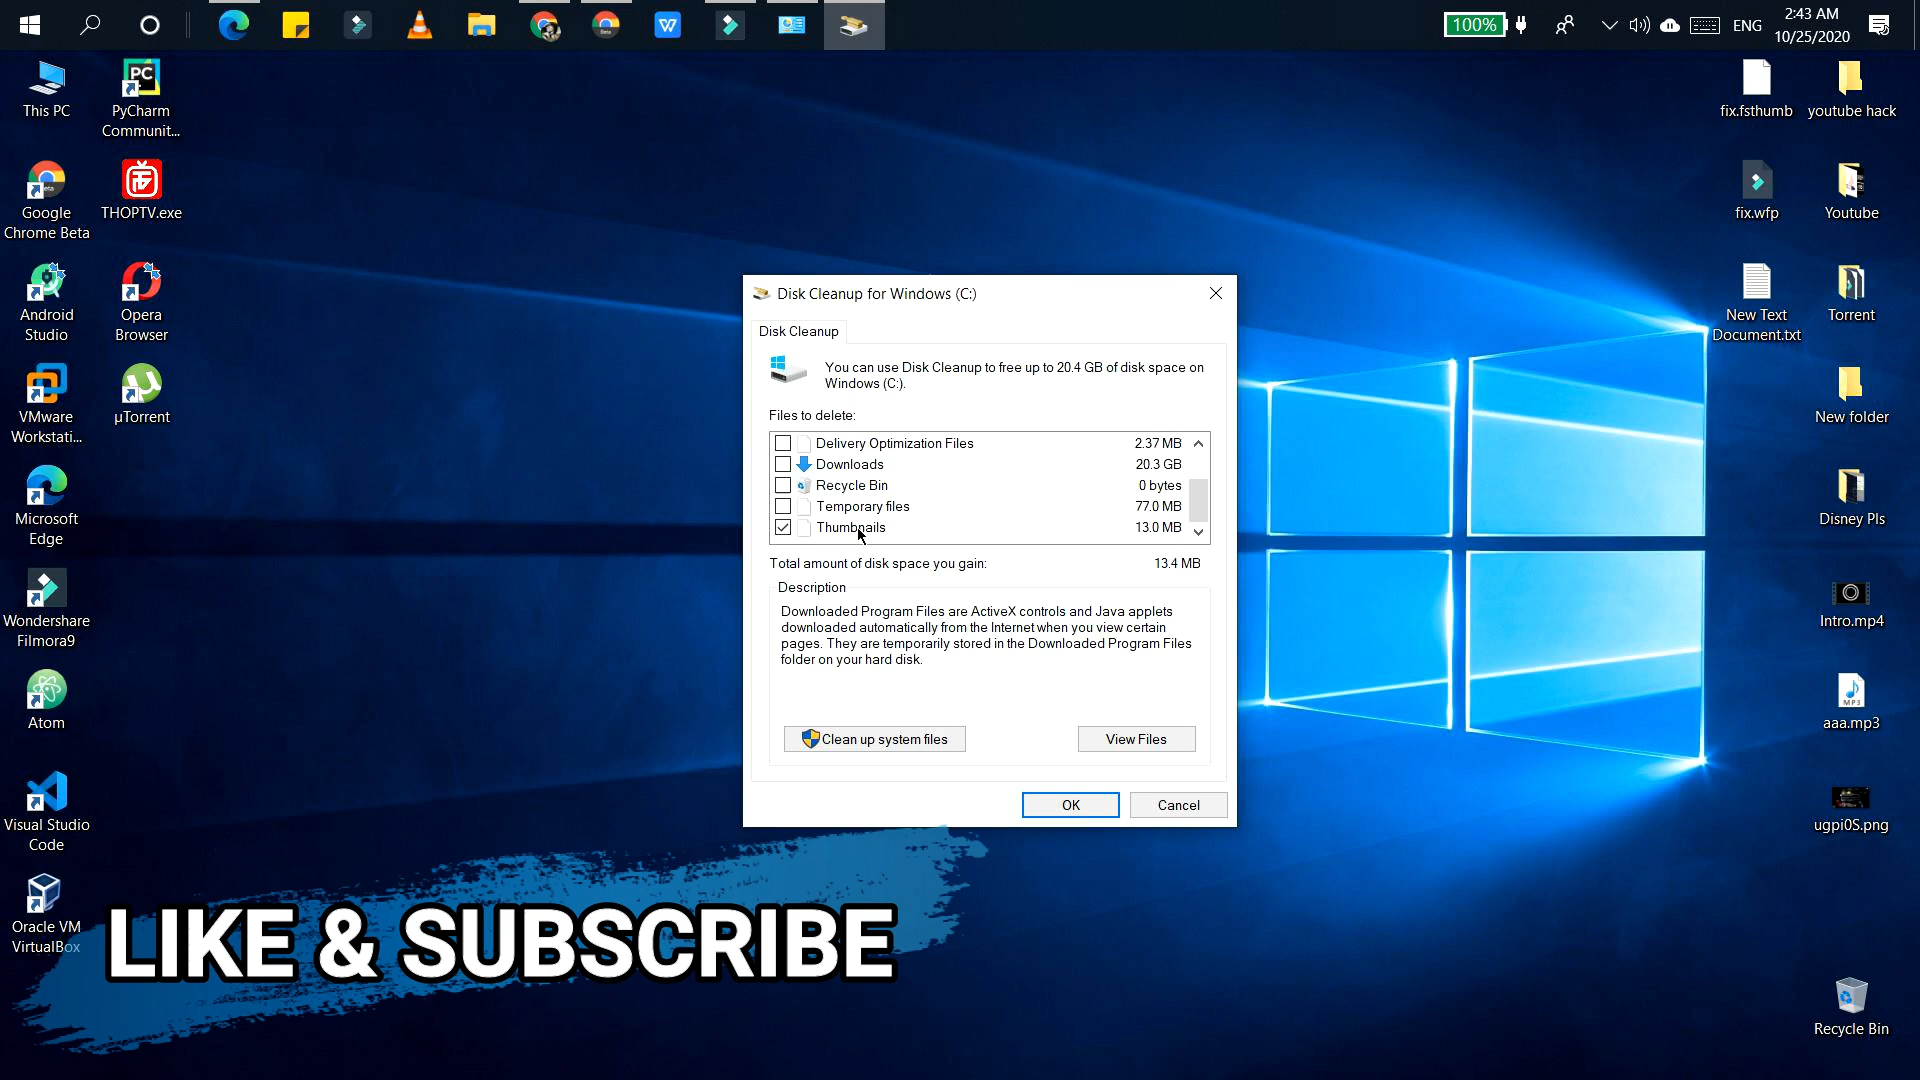 100%
ENG
2:43 AM
10/25/2020
This PC
PyCharm
Communit...
Google
Chrome Beta
THOPTV.exe
Android
Studio
Opera
Browser
VMware
Workstati...
µTorrent
Microsoft
Edge
Wondershare
Filmora9
Atom
Visual Studio
Code
Oracle VM
VirtualBox
Disk Cleanup for Windows (C:)
Disk Cleanup
You can use Disk Cleanup to free up to 20.4 GB of disk space on
Windows (C:).
Files to delete:
Delivery Optimization Files 2.37 MB
Downloads 20.3 GB
Recycle Bin 0 bytes
Temporary files 77.0 MB
Thumbnails 13.0 MB
Total amount of disk space you gain: 13.4 MB
Description
Downloaded Program Files are ActiveX controls and Java applets
downloaded automatically from the Internet when you view certain
pages. They are temporarily stored in the Downloaded Program Files
folder on your hard disk.
Clean up system files
View Files
OK
Cancel
fix.fsthumb
youtube hack
fix.wfp
Youtube
New Text
Document.txt
Torrent
New folder
Disney Pls
Intro.mp4
MP3
aaa.mp3
ugpi0S.png
Recycle Bin
LIKE & SUBSCRIBE